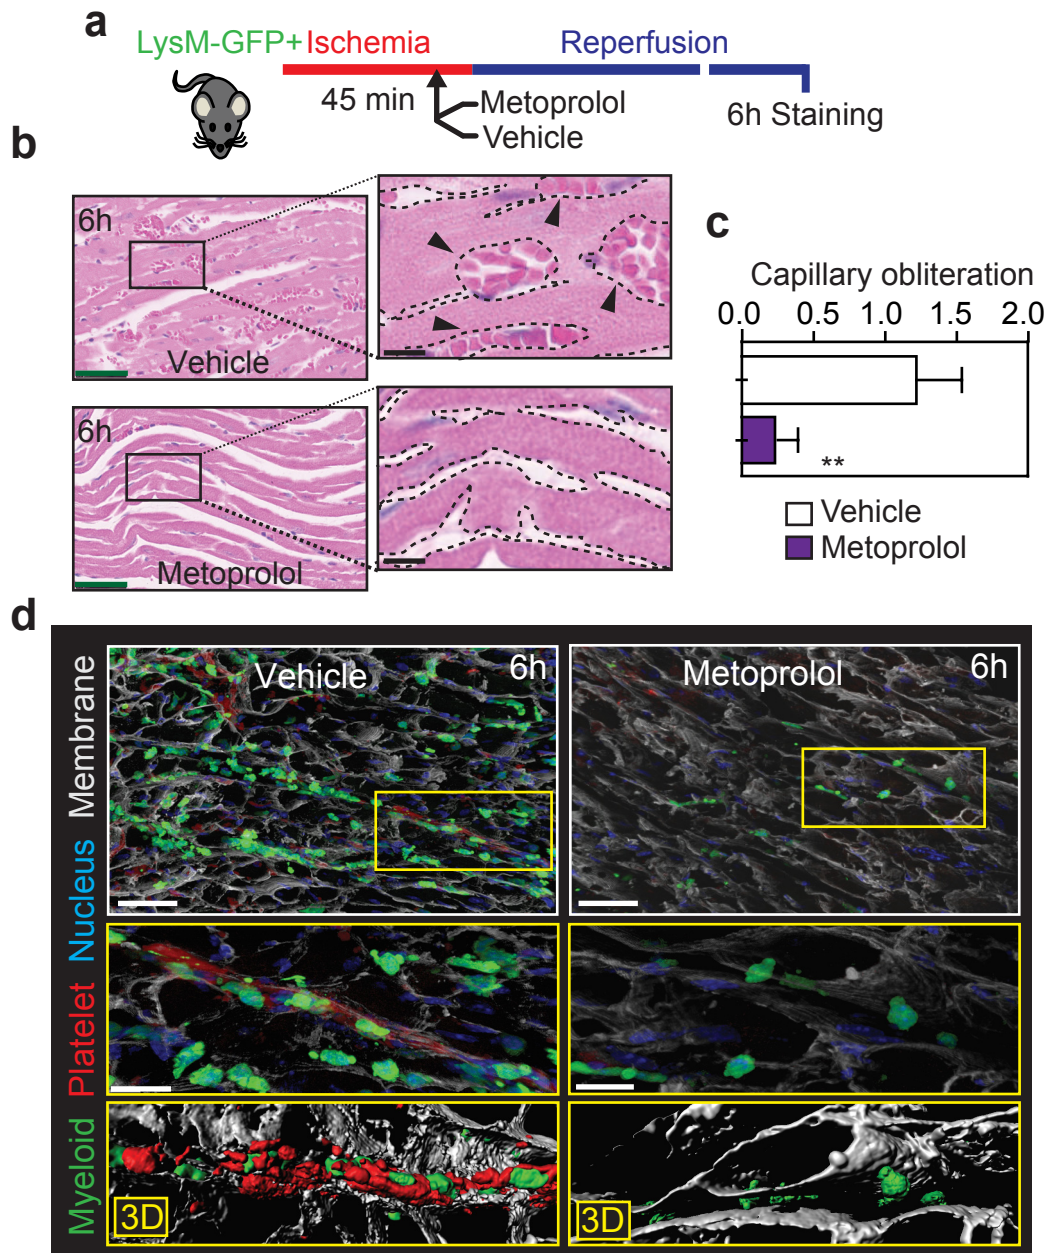 a
LysM-GFP+ Ischemia Reperfusion
45 min
Metoprolol
Vehicle
6h Staining
b
6h
Vehicle
6h
Metoprolol
c
Capillary obliteration
0.0 0.5 1.0 1.5 2.0
**
Vehicle
Metoprolol
d
Myeloid Platelet Nucleus Membrane
Vehicle 6h
Metoprolol 6h
3D
3D